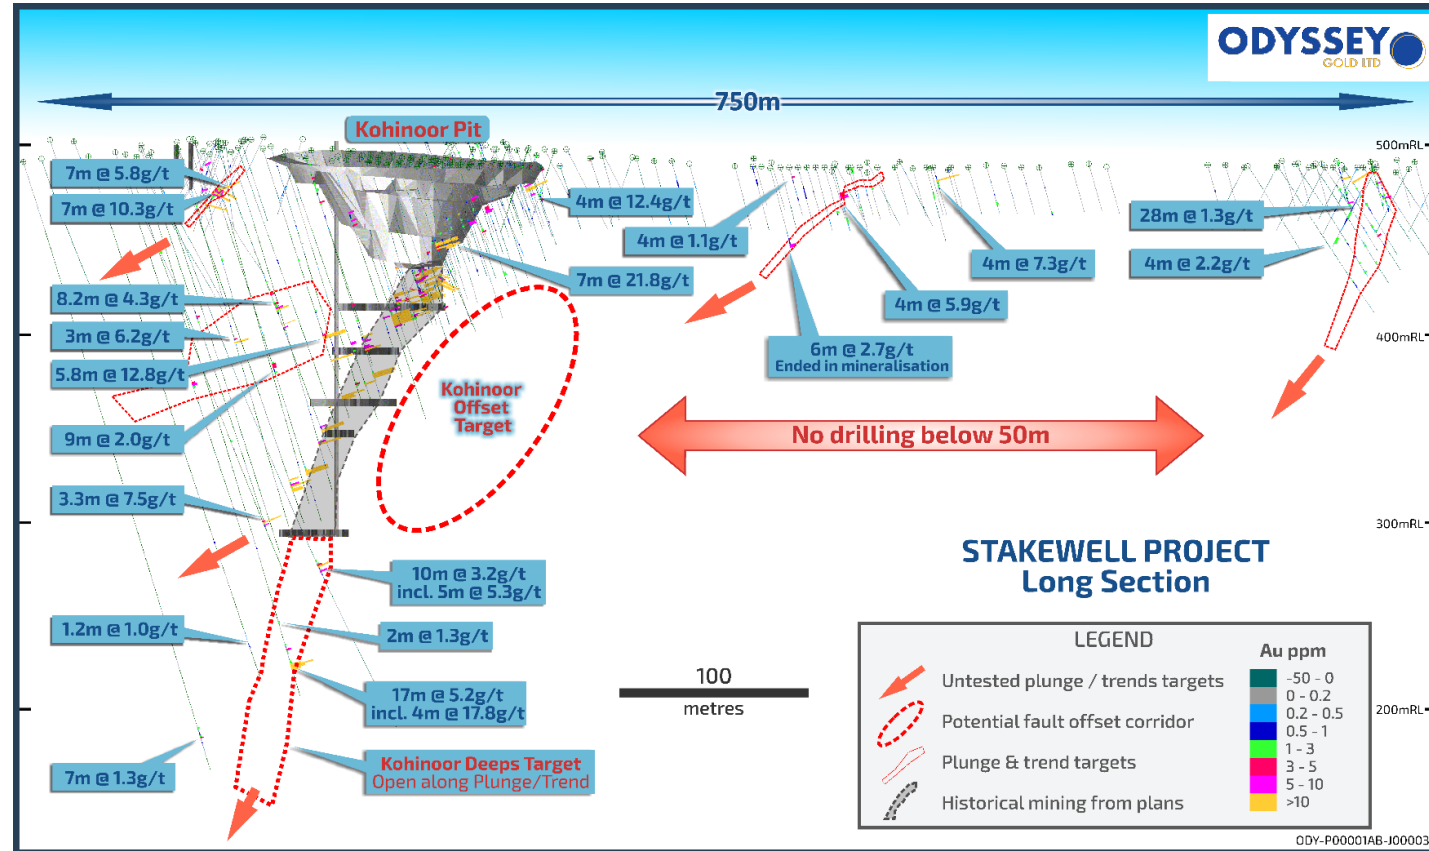 ODYSSEY
GOLD LTD
750m
Kohinoor Pit
500mRL
7m @ 5.8g/t
7m @ 10.3g/t
4m @ 12.4g/t
4m @ 1.1g/t
28m @ 1.3g/t
4m @ 7.3g/t
4m @ 2.2g/t
7m @ 21.8g/t
8.2m @ 4.3g/t
4m @ 5.9g/t
3m @ 6.2g/t
400mRL
6m @ 2.7g/t
Ended in mineralisation
5.8m @ 12.8g/t
Kohinoor
Offset
Target
9m @ 2.0g/t
No drilling below 50m
3.3m @ 7.5g/t
300mRL
STAKEWELL PROJECT
Long Section
10m @ 3.2g/t
incl. 5m @ 5.3g/t
1.2m @ 1.0g/t
2m @ 1.3g/t
17m @ 5.2g/t
incl. 4m @ 17.8g/t
100
metres
200mRL
Kohinoor Deeps Target
Open along Plunge/Trend
7m @ 1.3g/t
LEGEND
Untested plunge / trends targets
Potential fault offset corridor
Plunge & trend targets
Historical mining from plans
Au ppm
-50 - 0
0 - 0.2
0.2 - 0.5
0.5 - 1
1 - 3
3 - 5
5 - 10
>10
ODY-P00001AB-J00003